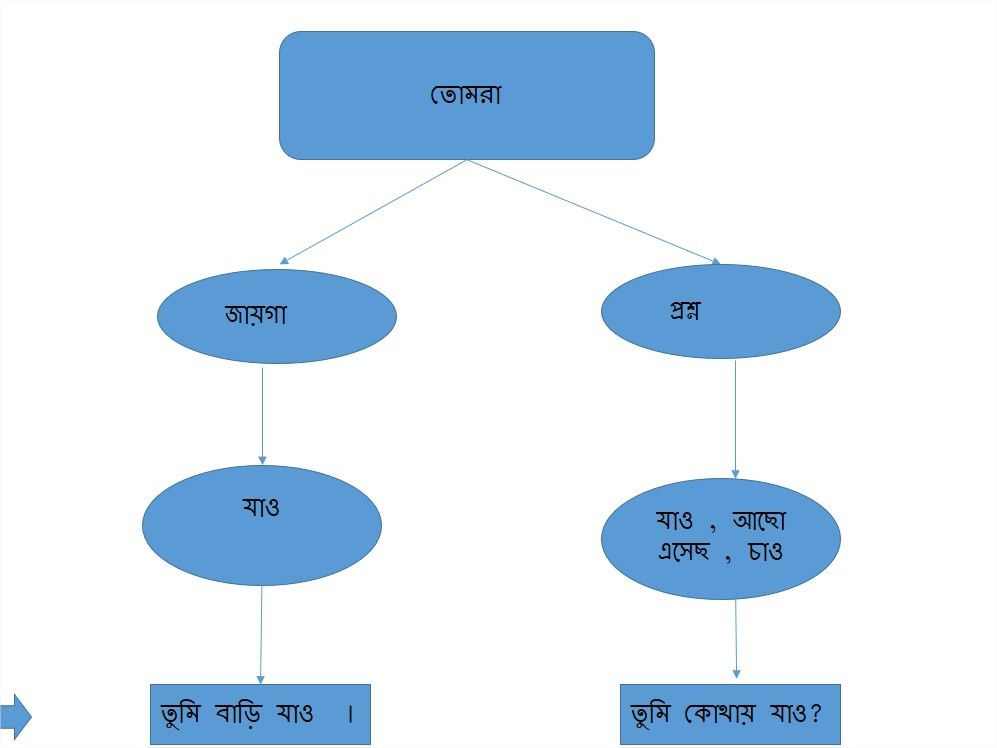 তোমরা
জায়গা
প্রশ্ন
যাও
যাও , আছো
এসেছ , চাও
তুমি বাড়ি যাও ।
তুমি কোথায় যাও?